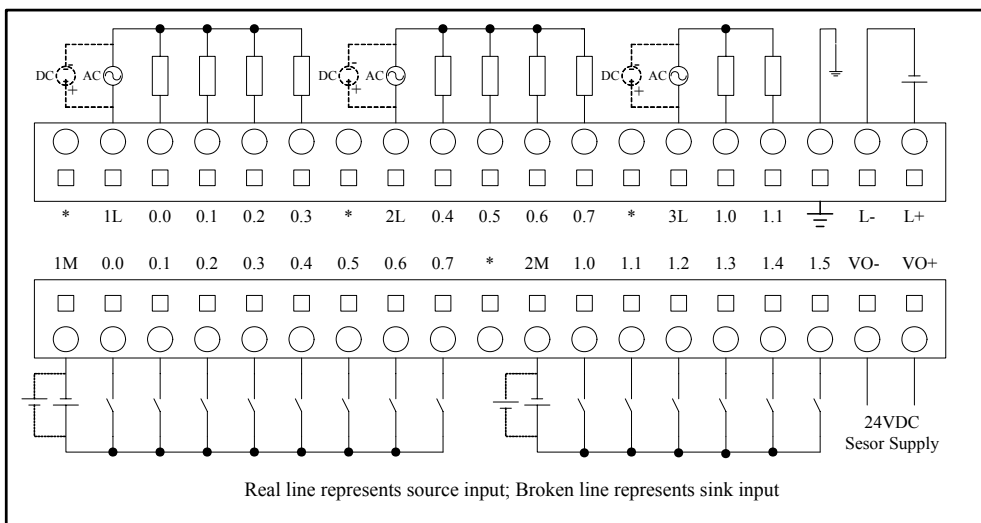 DC - + AC DC - + AC DC - + AC
* 1L 0.0 0.1 0.2 0.3 * 2L 0.4 0.5 0.6 0.7 * 3L 1.0 1.1 L- L+
1M 0.0 0.1 0.2 0.3 0.4 0.5 0.6 0.7 * 2M 1.0 1.1 1.2 1.3 1.4 1.5 VO- VO+
24VDC
Sesor Supply
Real line represents source input; Broken line represents sink input